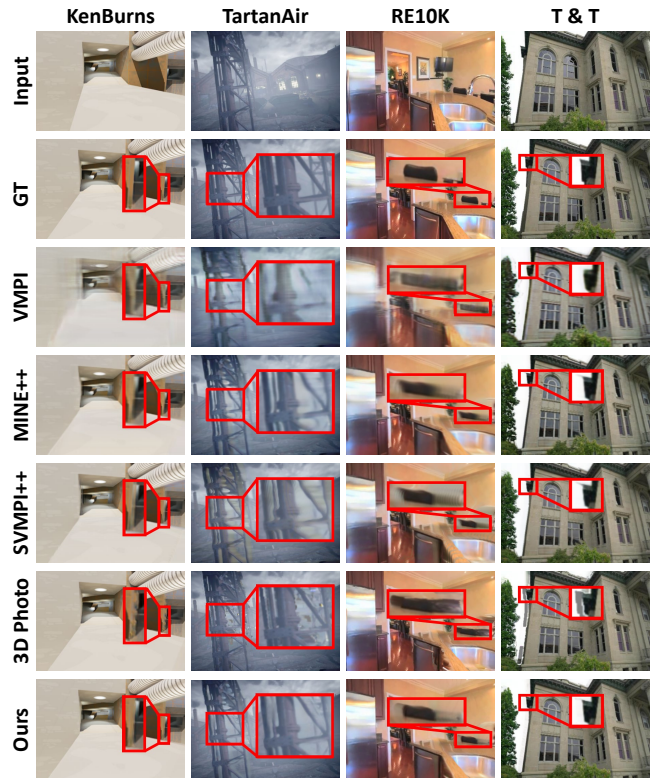 KenBurns TartanAir RE10K T & T
Input
GT
VMPI
MINE++
SVMPI++
3D Photo
Ours